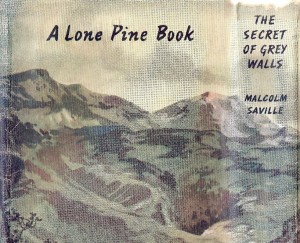 A Lone Pine Book
THE
SECRET
OF GREY
WALLS
MALCOLM
SAVILLE